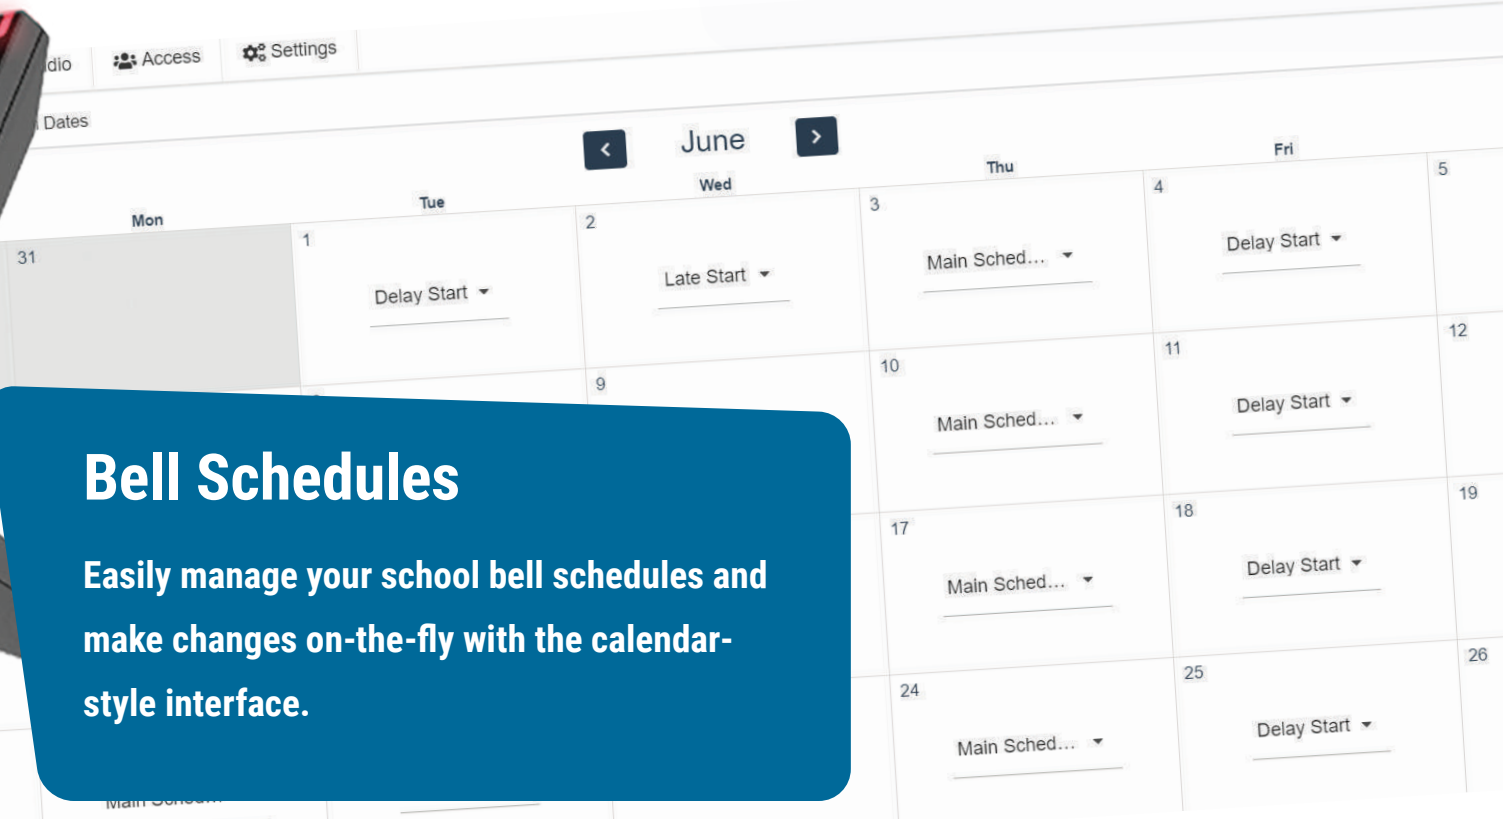 dio
Access
Settings
Dates
June
Mon
Tue
Wed
Thu
Fri
31
1
2
3
4
5
Delay Start
Late Start
Main Sched...
Delay Start
9
10
11
12
Main Sched...
Delay Start
17
18
19
Main Sched...
Delay Start
24
25
26
Main Sched...
Delay Start
Bell Schedules
Easily manage your school bell schedules and
make changes on-the-fly with the calendar-
style interface.